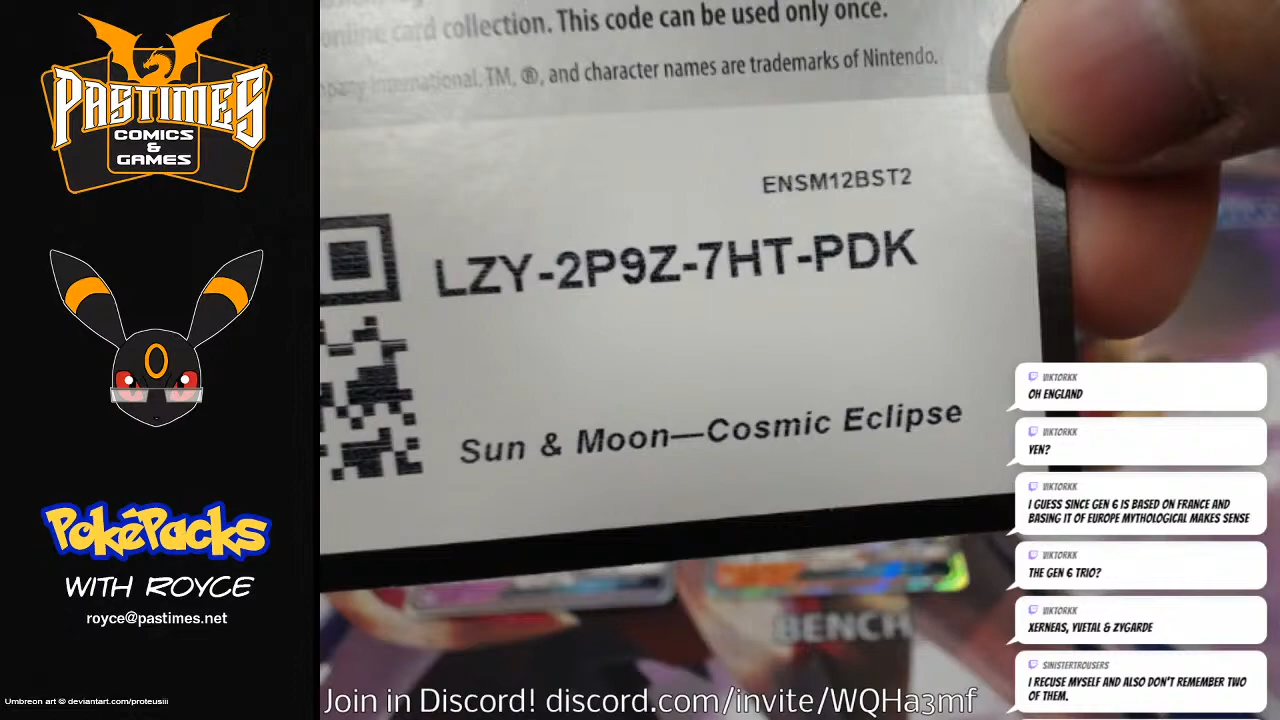 PASTIMES
COMICS
&
GAMES
PokéPacks
WITH ROYCE
royce@pastimes.net
Umbreon art © deviantart.com/proteusiii
online card collection. This code can be used only once.
International. TM, ®, and character names are trademarks of Nintendo.
ENSM12BST2
LZY-2P9Z-7HT-PDK
Sun & Moon—Cosmic Eclipse
BENCH
Join in Discord! discord.com/invite/WQHa3mf
VIKTORKK
OH ENGLAND
VIKTORKK
YEN?
VIKTORKK
I GUESS SINCE GEN 6 IS BASED ON FRANCE AND
BASING IT OF EUROPE MYTHOLOGICAL MAKES SENSE
VIKTORKK
THE GEN 6 TRIO?
VIKTORKK
XERNEAS, YVETAL & ZYGARDE
SINISTERTROUSERS
I RECUSE MYSELF AND ALSO DON'T REMEMBER TWO
OF THEM.